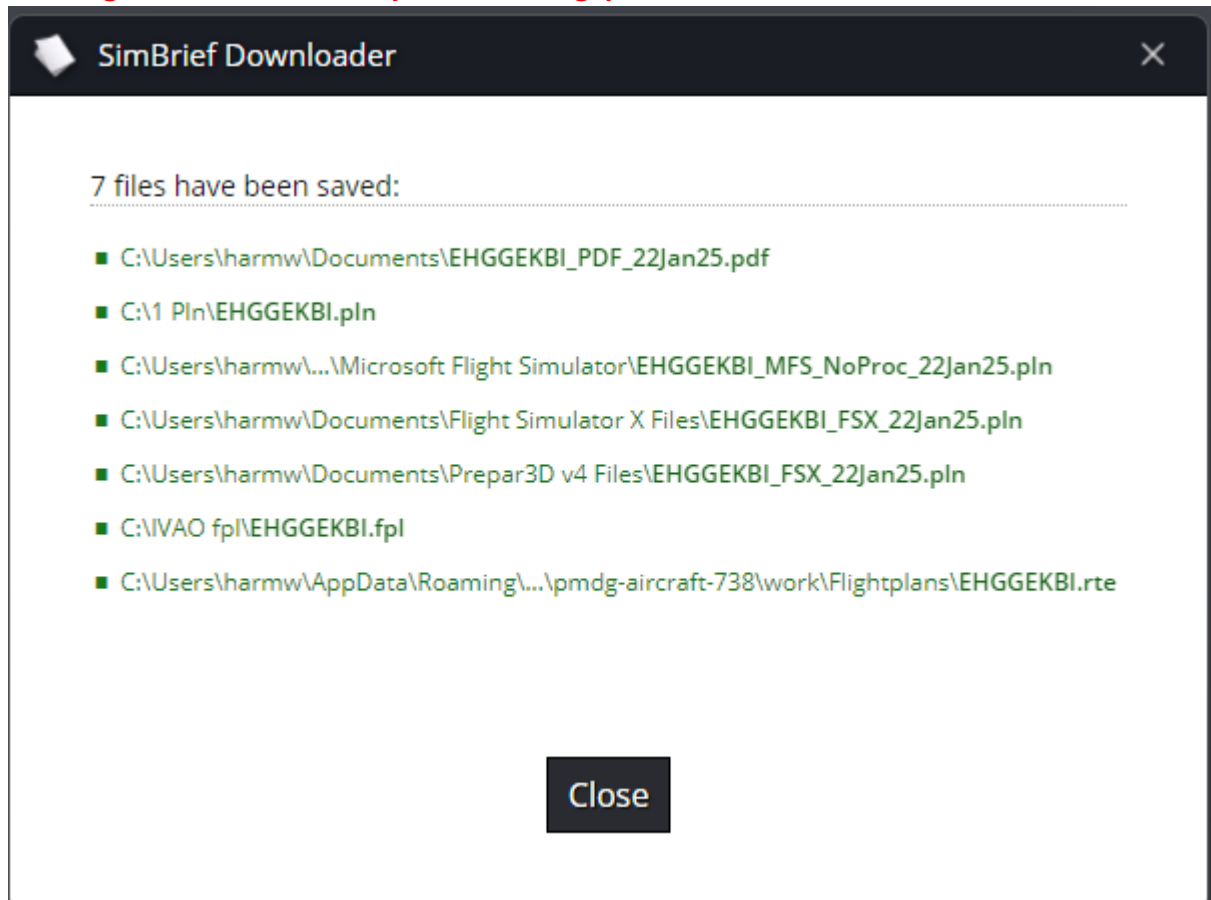 SimBrief Downloader
7 files have been saved:
C:\Users\harmw\Documents\EHGGEKBI_PDF_22Jan25.pdf
C:\1 Pln\EHGGEKBI.pln
C:\Users\harmw\...\Microsoft Flight Simulator\EHGGEKBI_MFS_NoProc_22Jan25.pln
C:\Users\harmw\Documents\Flight Simulator X Files\EHGGEKBI_FSX_22Jan25.pln
C:\Users\harmw\Documents\Prepar3D v4 Files\EHGGEKBI_FSX_22Jan25.pln
C:\IVAO fpl\EHGGEKBI.fpl
C:\Users\harmw\AppData\Roaming\...\pmdg-aircraft-738\work\Flightplans\EHGGEKBI.rte
Close